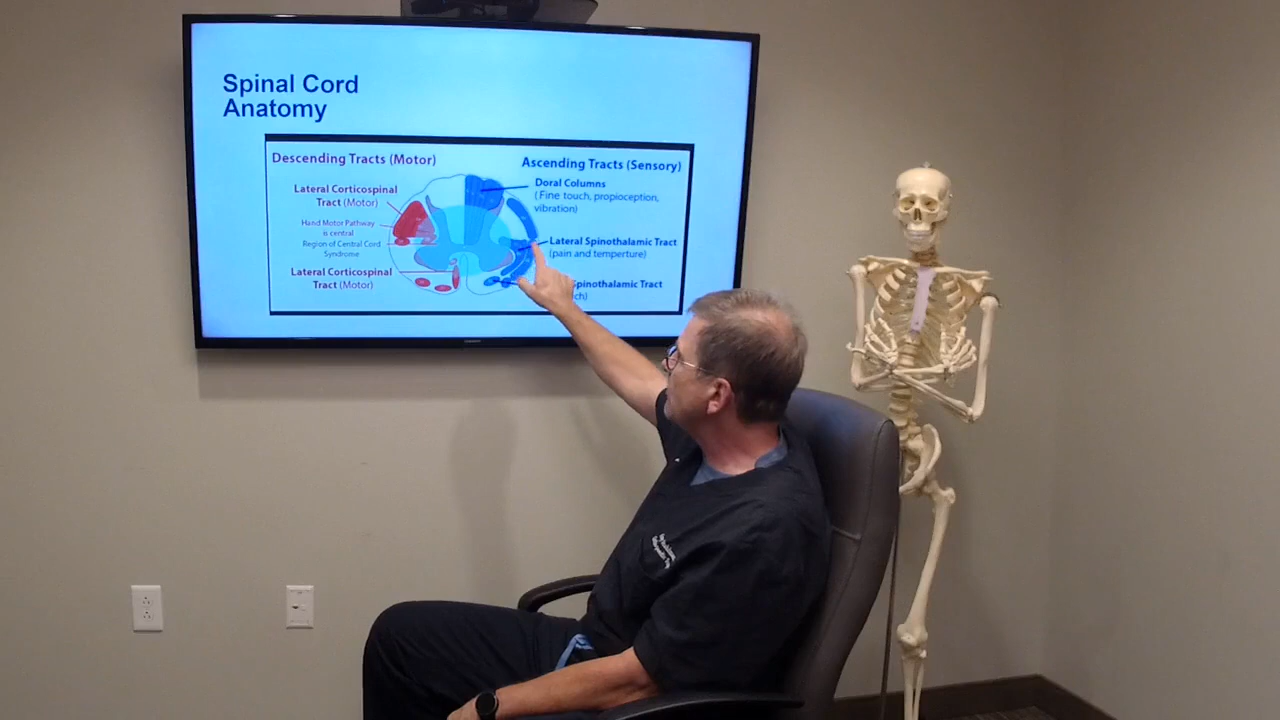 Spinal Cord
Anatomy
Descending Tracts (Motor)
Ascending Tracts (Sensory)
Lateral Corticospinal
Tract (Motor)
Hand Motor Pathway
is central
Region of Central Cord
Syndrome
Lateral Corticospinal
Tract (Motor)
Doral Columns
(Fine touch, propioception,
vibration)
Lateral Spinothalamic Tract
(pain and temperture)
Spinothalamic Tract